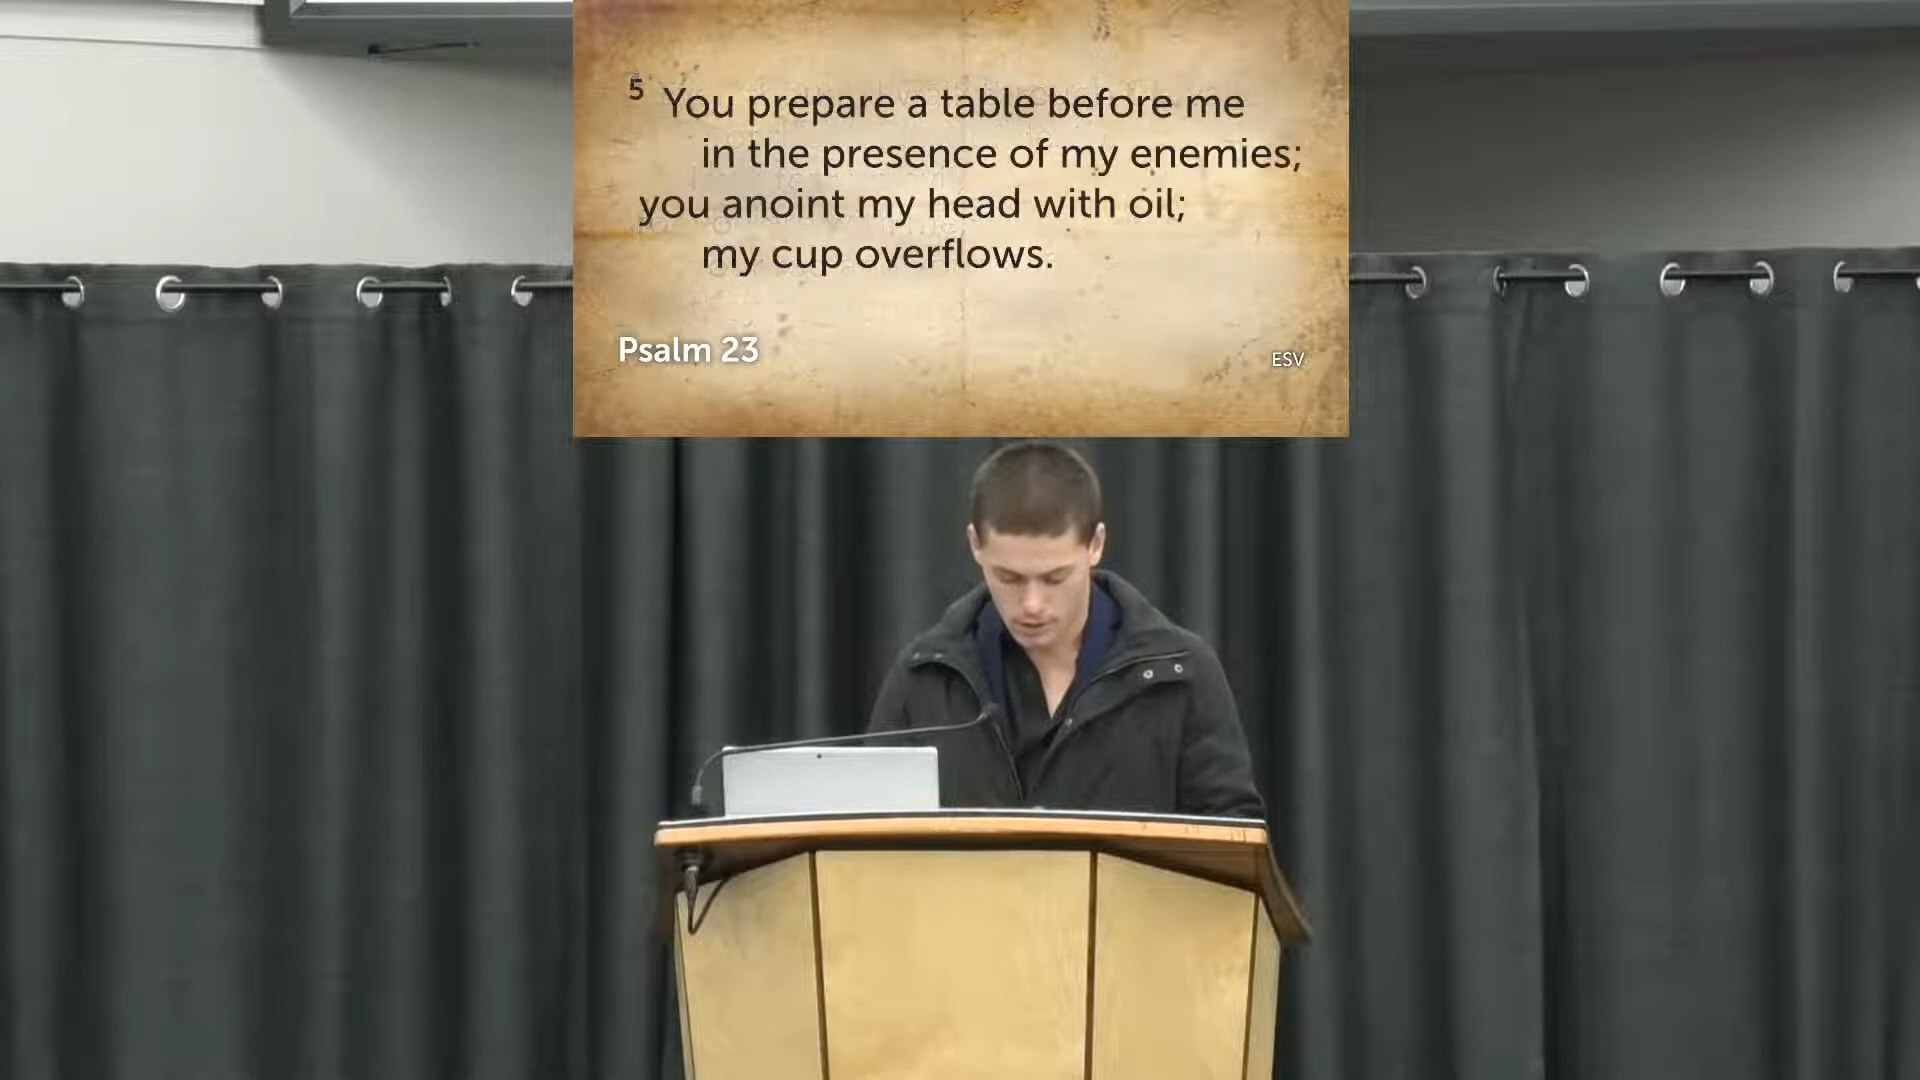 5 You prepare a table before me
in the presence of my enemies;
you anoint my head with oil;
my cup overflows.
Psalm 23
ESV